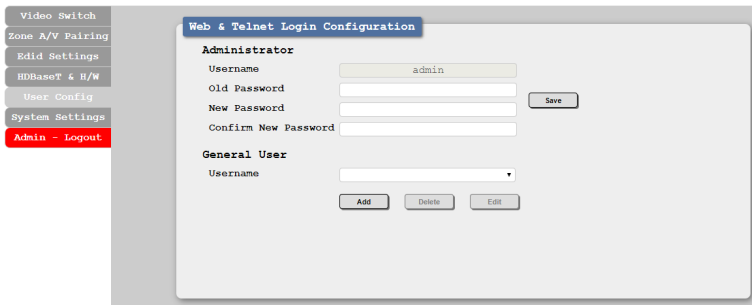 Video Switch
Zone A/V Pairing
Edid Settings
HDBaseT & H/W
User Config
System Settings
Admin - Logout
Web & Telnet Login Configuration
Administrator
Username admin
Old Password
Save
New Password
Confirm New Password
General User
Username
Add Delete Edit